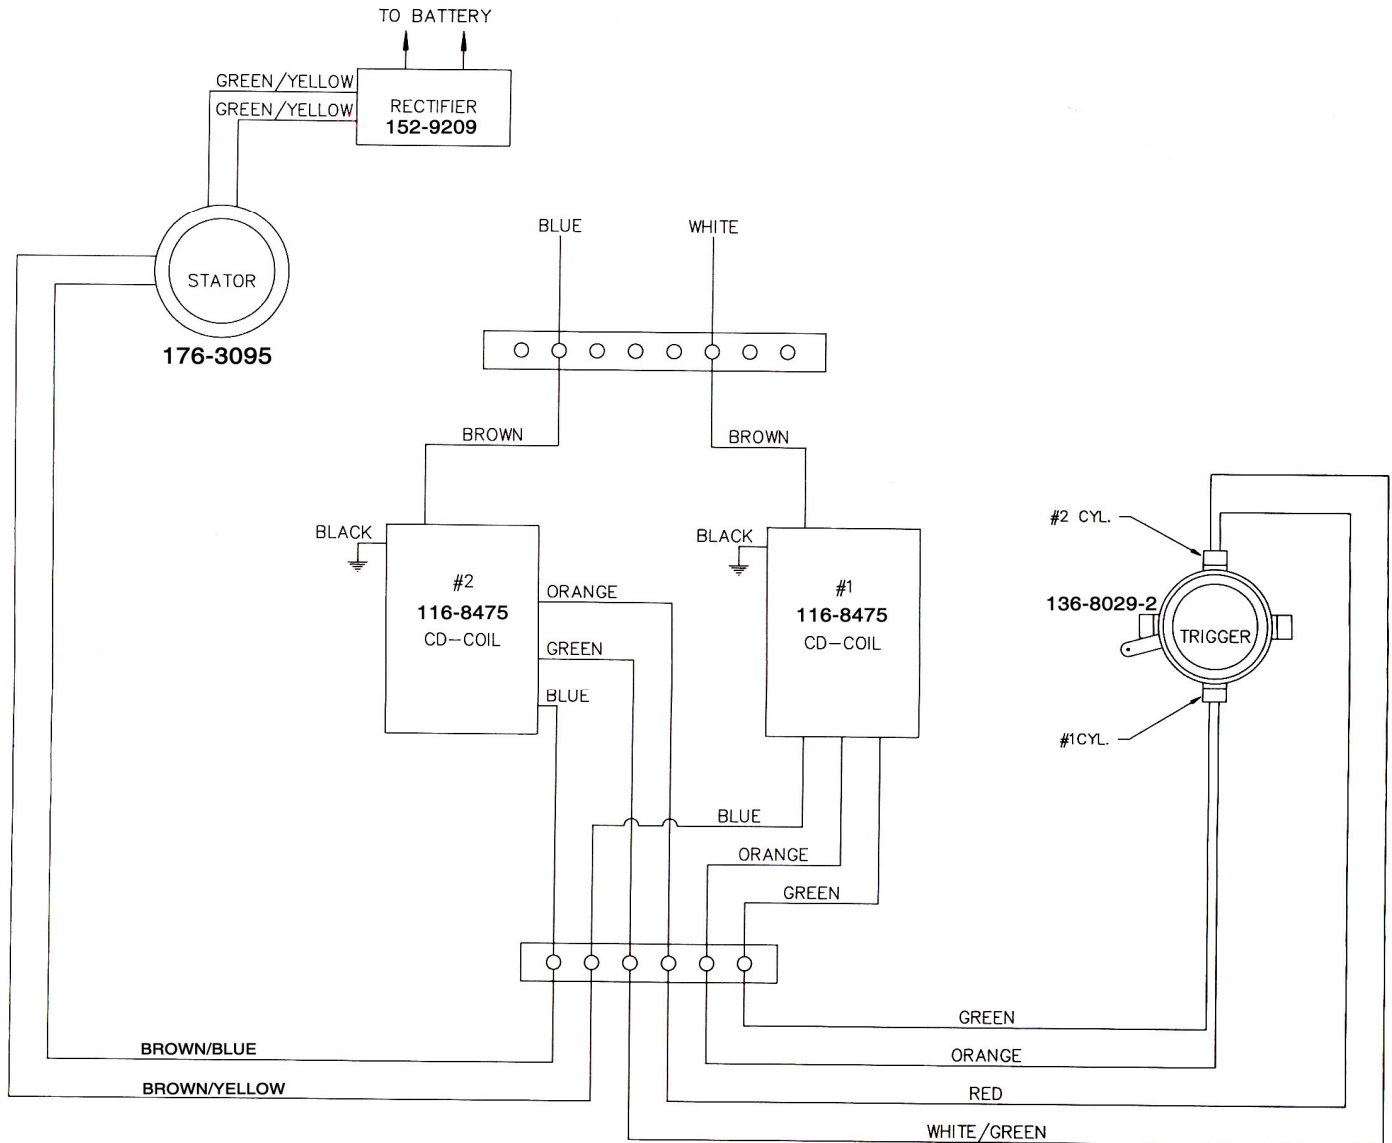 TO BATTERY
GREEN/YELLOW
GREEN/YELLOW
RECTIFIER
152-9209
STATOR
176-3095
BLUE
WHITE
BROWN
BROWN
BLACK
#2
116-8475
CD-COIL
ORANGE
GREEN
BLUE
BLACK
#1
116-8475
CD-COIL
#2 CYL.
136-8029-2
TRIGGER
#1CYL.
BLUE
ORANGE
GREEN
GREEN
BROWN/BLUE
ORANGE
BROWN/YELLOW
RED
WHITE/GREEN